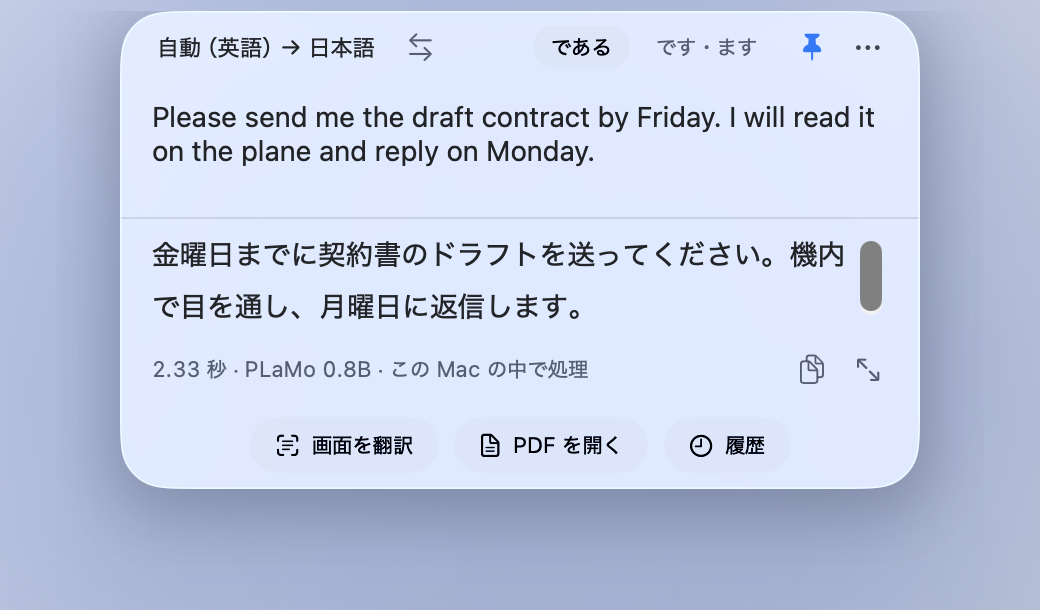 自動 (英語) → 日本語
である
です・ます
Please send me the draft contract by Friday. I will read it
on the plane and reply on Monday.
金曜日までに契約書のドラフトを送ってください。機内
で目を通し、月曜日に返信します。
2.33 秒 · PLaMo 0.8B · この Mac の中で処理
画面を翻訳
PDF を開く
履歴